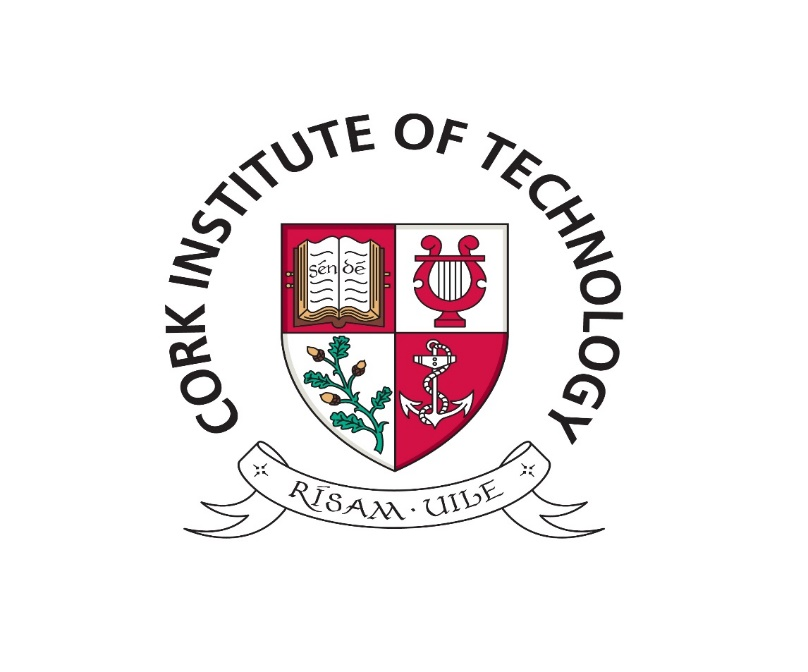 CORK INSTITUTE OF TECHNOLOGY
Sén dé
RÍSAM · UILE